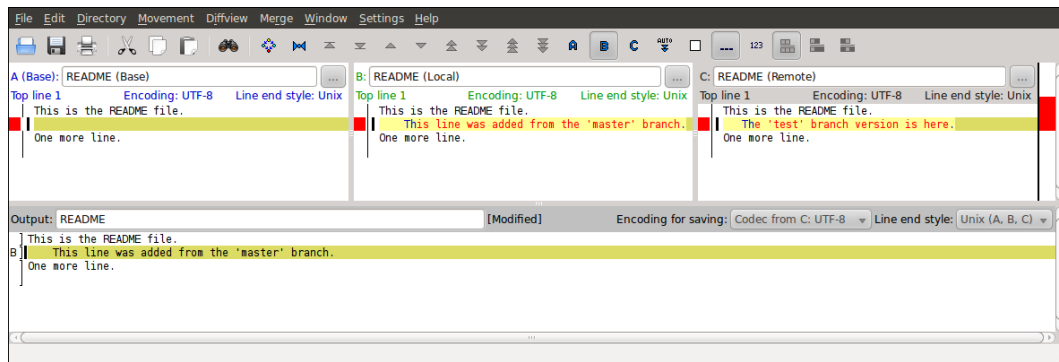 File Edit Directory Movement Diffview Merge Window Settings Help
A B C AUTO --- 123
A (Base): README (Base) ... B: README (Local) ... C: README (Remote) ...
Top line 1 Encoding: UTF-8 Line end style: Unix Top line 1 Encoding: UTF-8 Line end style: Unix Top line 1 Encoding: UTF-8 Line end style: Unix
This is the README file. This is the README file. This is the README file.
This line was added from the 'master' branch. The 'test' branch version is here.
One more line. One more line. One more line.
Output: README [Modified] Encoding for saving: Codec from C: UTF-8 Line end style: Unix (A, B, C)
This is the README file.
B This line was added from the 'master' branch.
One more line.